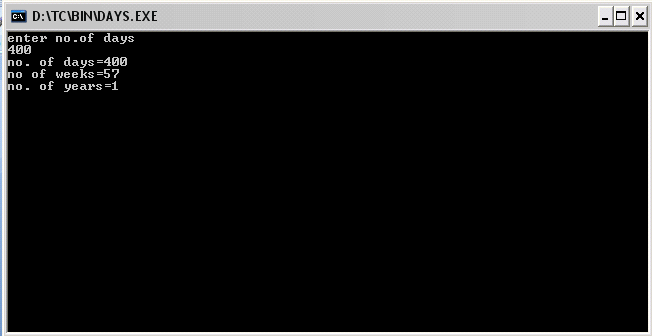 D:\TC\BIN\DAYS.EXE
enter no.of days
400
no. of days=400
no of weeks=57
no. of years=1